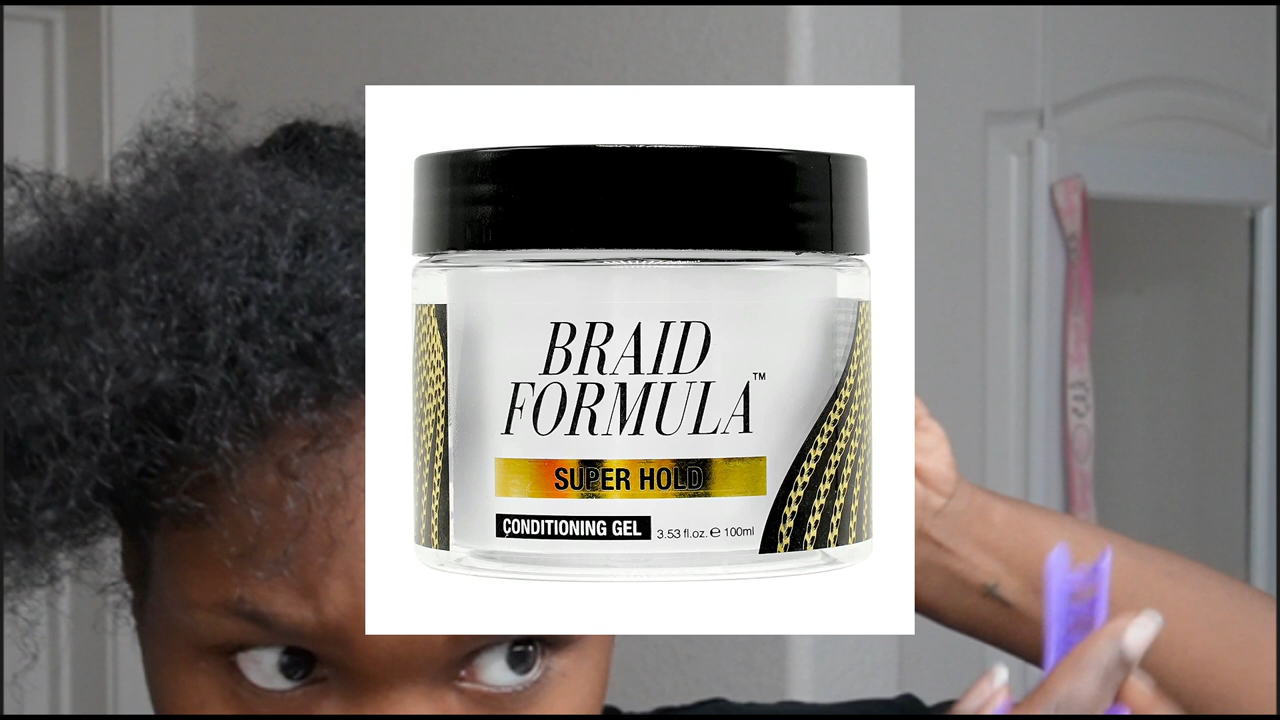 BRAID
FORMULA™
SUPER HOLD
CONDITIONING GEL 3.53 fl.oz. ℮ 100ml